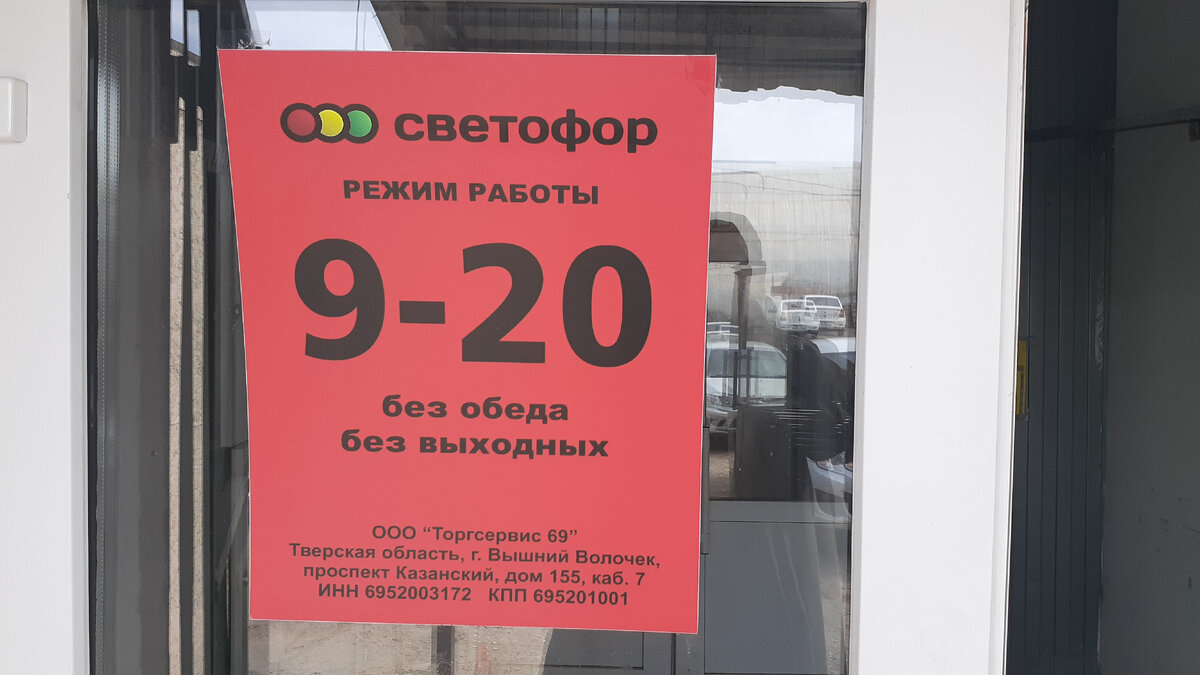 светофор
РЕЖИМ РАБОТЫ
9-20
без обеда
без выходных
ООО “Торгсервис 69”
Тверская область, г. Вышний Волочек,
проспект Казанский, дом 155, каб. 7
ИНН 6952003172 КПП 695201001